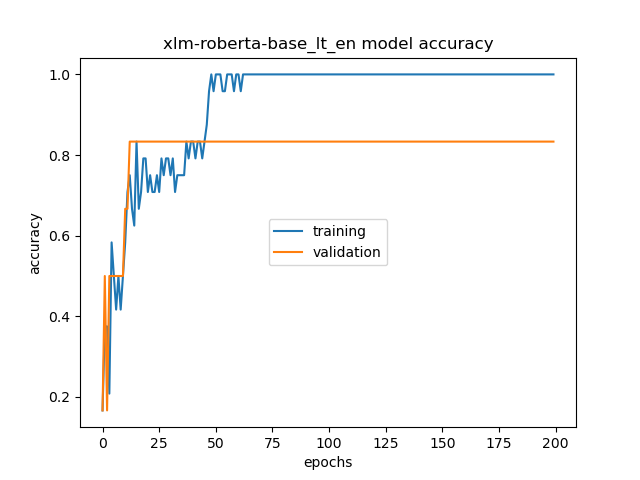 xlm-roberta-base_lt_en model accuracy
1.0
0.8
0.6
0.4
0.2
accuracy
training
validation
0 25 50 75 100 125 150 175 200
epochs